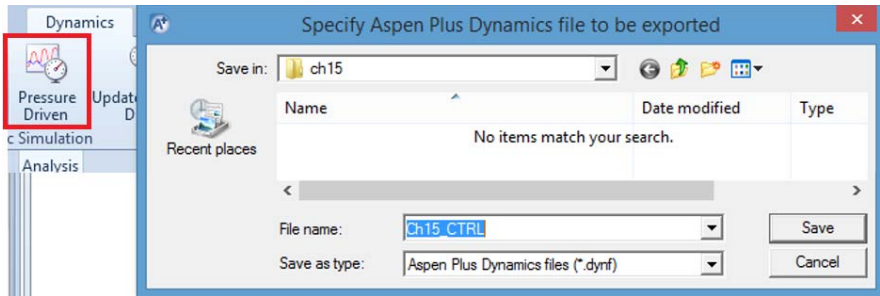 Dynamics
Pressure Driven
Update
D
c Simulation
Analysis
Specify Aspen Plus Dynamics file to be exported
Save in:
ch15
Recent places
Name
Date modified
Type
No items match your search.
File name:
Ch15_CTRL
Save
Save as type:
Aspen Plus Dynamics files (*.dynf)
Cancel